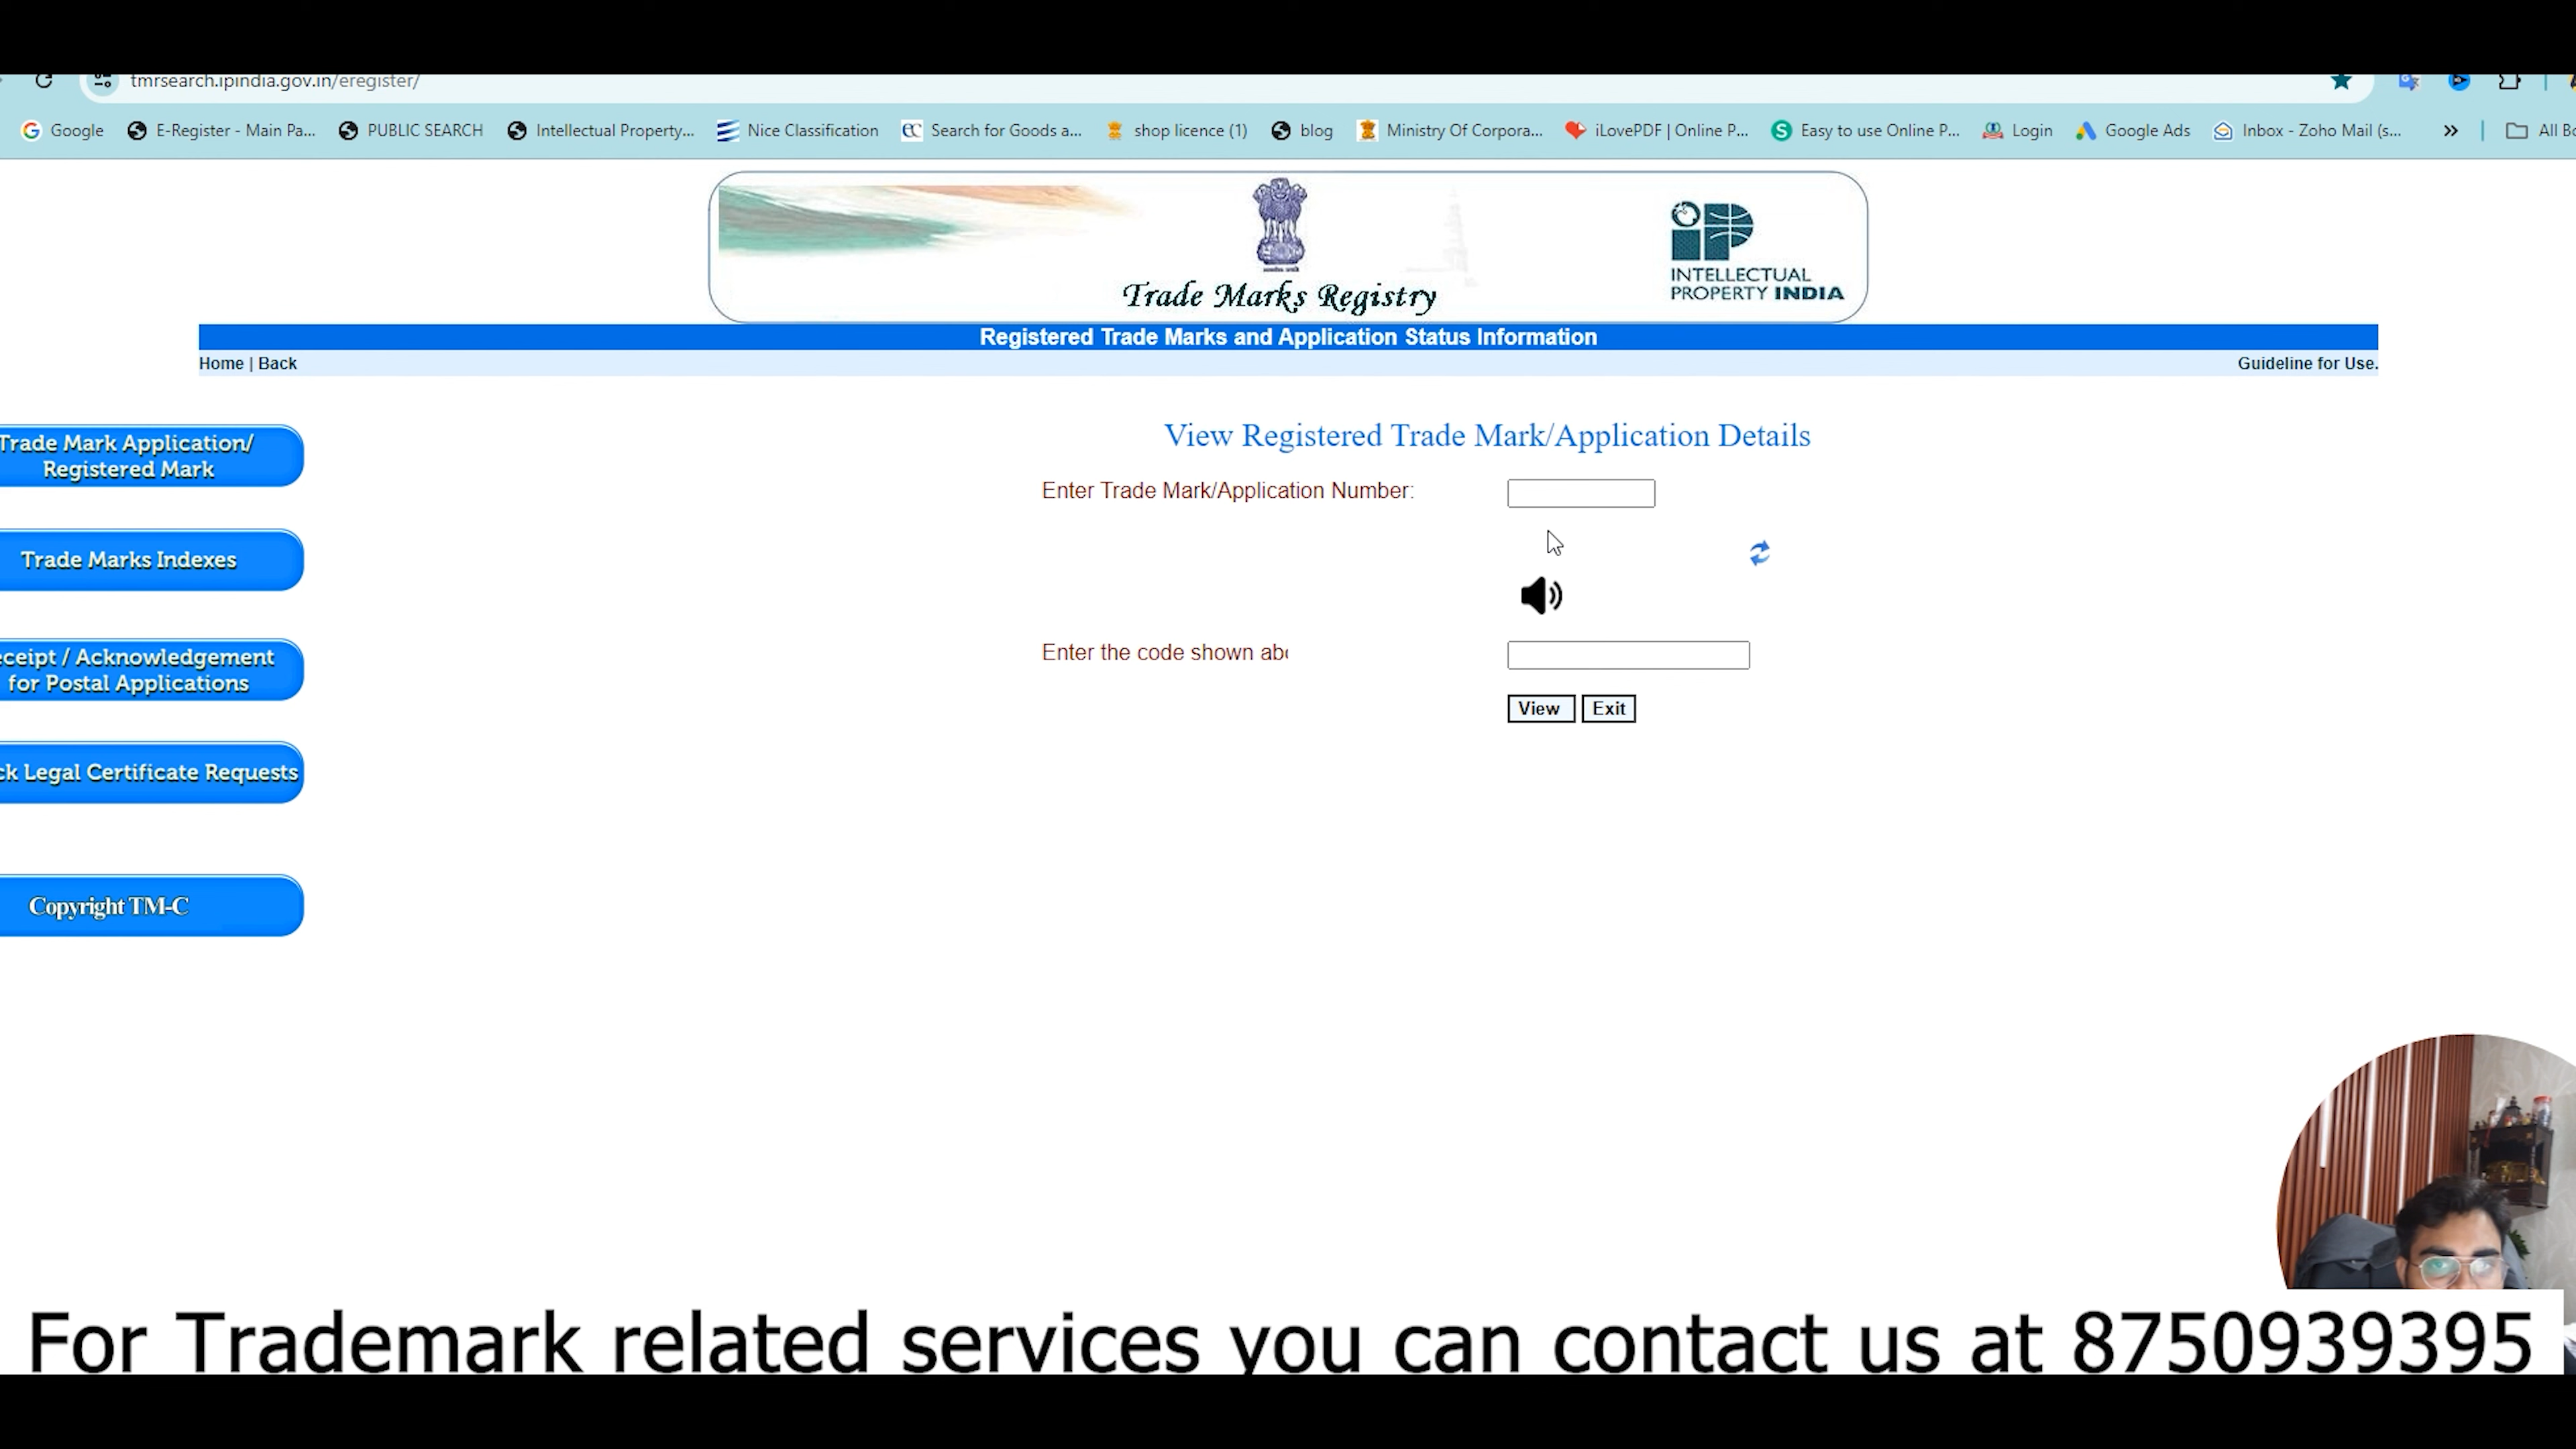 tmrsearch.ipindia.gov.in/eregister/
Google E-Register - Main Pa... PUBLIC SEARCH Intellectual Property... Nice Classification Search for Goods a... shop licence (1) blog Ministry Of Corpora... iLovePDF | Online P... Easy to use Online P... Login Google Ads Inbox - Zoho Mail (s... » All Bo
Trade Marks Registry
INTELLECTUAL
PROPERTY INDIA
Registered Trade Marks and Application Status Information
Home | Back Guideline for Use.
Trade Mark Application/
Registered Mark
Trade Marks Indexes
ceipt / Acknowledgement
for Postal Applications
ck Legal Certificate Requests
Copyright TM-C
View Registered Trade Mark/Application Details
Enter Trade Mark/Application Number:
Enter the code shown abo
View Exit
For Trademark related services you can contact us at 8750939395